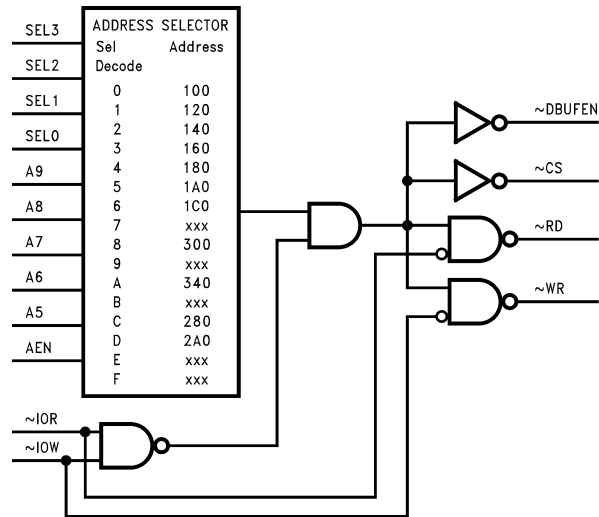 SEL3
SEL2
SEL1
SEL0
A9
A8
A7
A6
A5
AEN
~IOR
~IOW
ADDRESS SELECTOR
Sel Address
Decode
0 100
1 120
2 140
3 160
4 180
5 1A0
6 1C0
7 xxx
8 300
9 xxx
A 340
B xxx
C 280
D 2A0
E xxx
F xxx
~DBUFEN
~CS
~RD
~WR